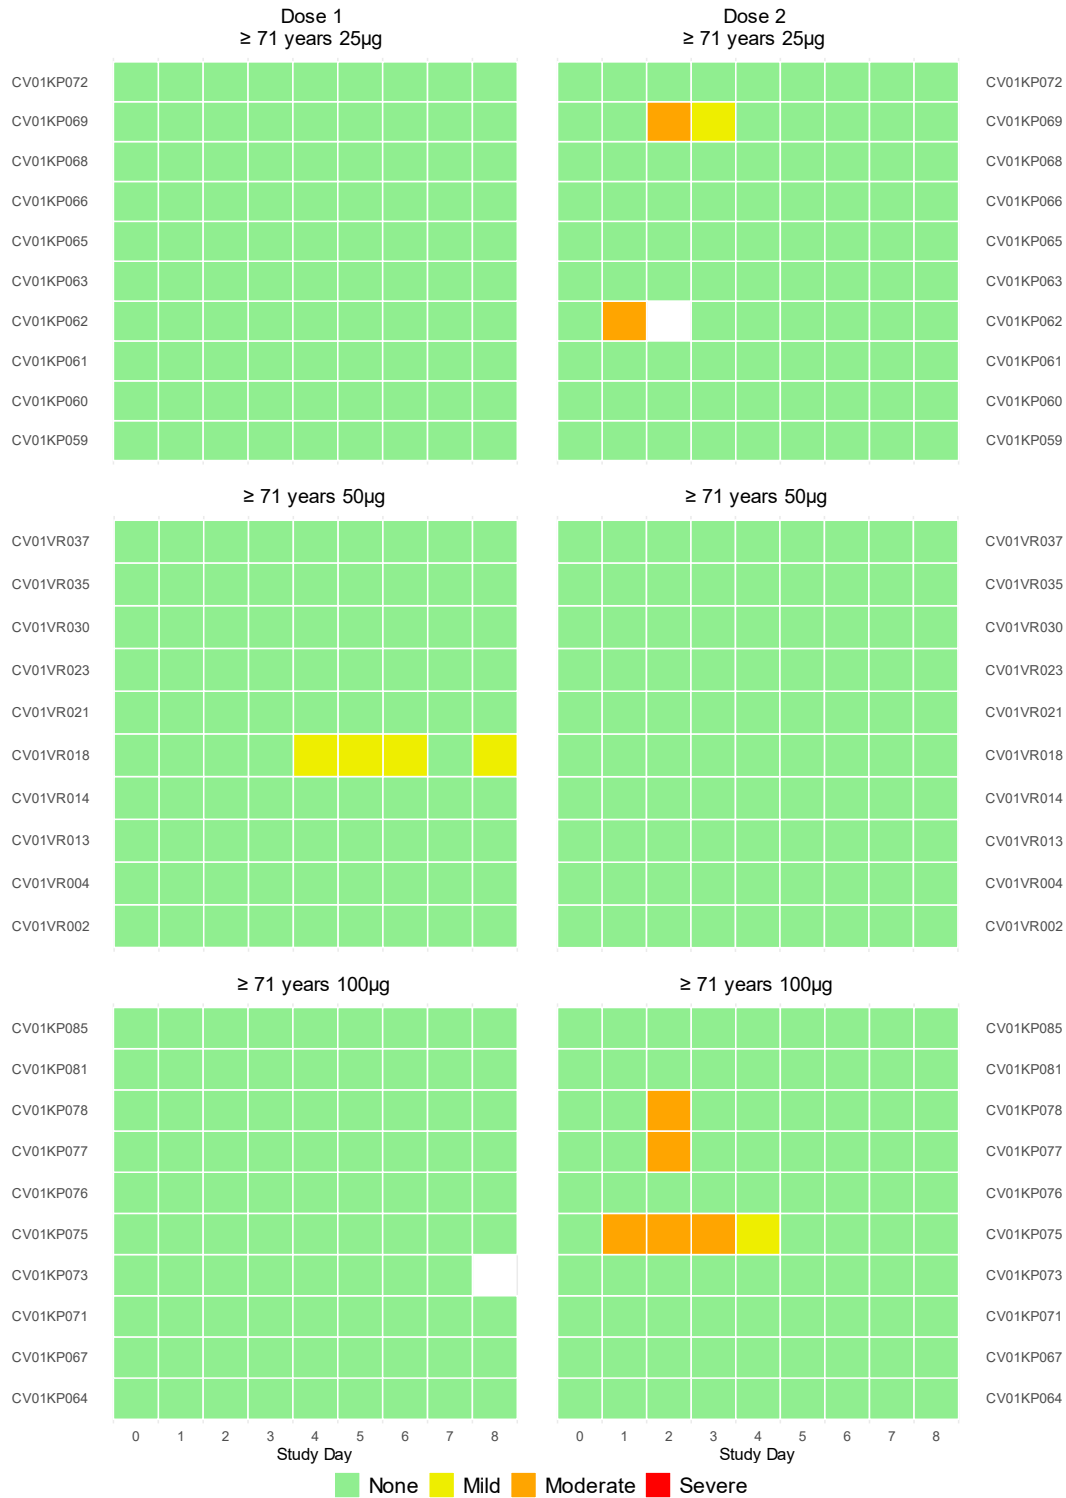 Dose 1
≥ 71 years 25µg
Dose 2
≥ 71 years 25µg
CV01KP072 CV01KP072
CV01KP069 CV01KP069
CV01KP068 CV01KP068
CV01KP066 CV01KP066
CV01KP065 CV01KP065
CV01KP063 CV01KP063
CV01KP062 CV01KP062
CV01KP061 CV01KP061
CV01KP060 CV01KP060
CV01KP059 CV01KP059
≥ 71 years 50µg ≥ 71 years 50µg
CV01VR037 CV01VR037
CV01VR035 CV01VR035
CV01VR030 CV01VR030
CV01VR023 CV01VR023
CV01VR021 CV01VR021
CV01VR018 CV01VR018
CV01VR014 CV01VR014
CV01VR013 CV01VR013
CV01VR004 CV01VR004
CV01VR002 CV01VR002
≥ 71 years 100µg ≥ 71 years 100µg
CV01KP085 CV01KP085
CV01KP081 CV01KP081
CV01KP078 CV01KP078
CV01KP077 CV01KP077
CV01KP076 CV01KP076
CV01KP075 CV01KP075
CV01KP073 CV01KP073
CV01KP071 CV01KP071
CV01KP067 CV01KP067
CV01KP064 CV01KP064
0 1 2 3 4 5 6 7 8 0 1 2 3 4 5 6 7 8
Study Day Study Day
None Mild Moderate Severe